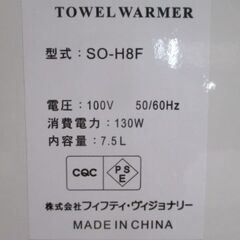 TOWEL WARMER
型式：SO-H8F
電圧：100V 50/60Hz
消費電力：130W
内容量：7.5L
CQC PSE
株式会社フィフティ・ヴィジョナリー
MADE IN CHINA